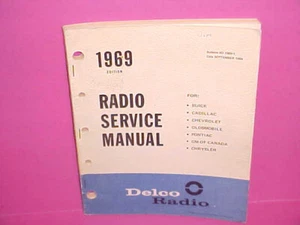 1969
EDITION
RADIO
SERVICE
MANUAL
FOR:
• BUICK
• CADILLAC
• CHEVROLET
• OLDSMOBILE
• PONTIAC
• GM OF CANADA
• CHRYSLER
Delco
Radio